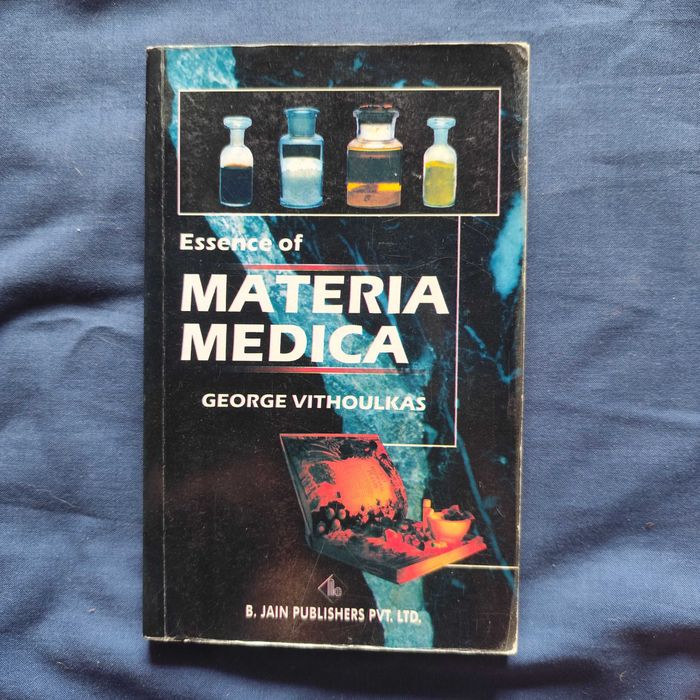 Essence of
MATERIA
MEDICA
GEORGE VITHOULKAS
B. JAIN PUBLISHERS PVT. LTD.